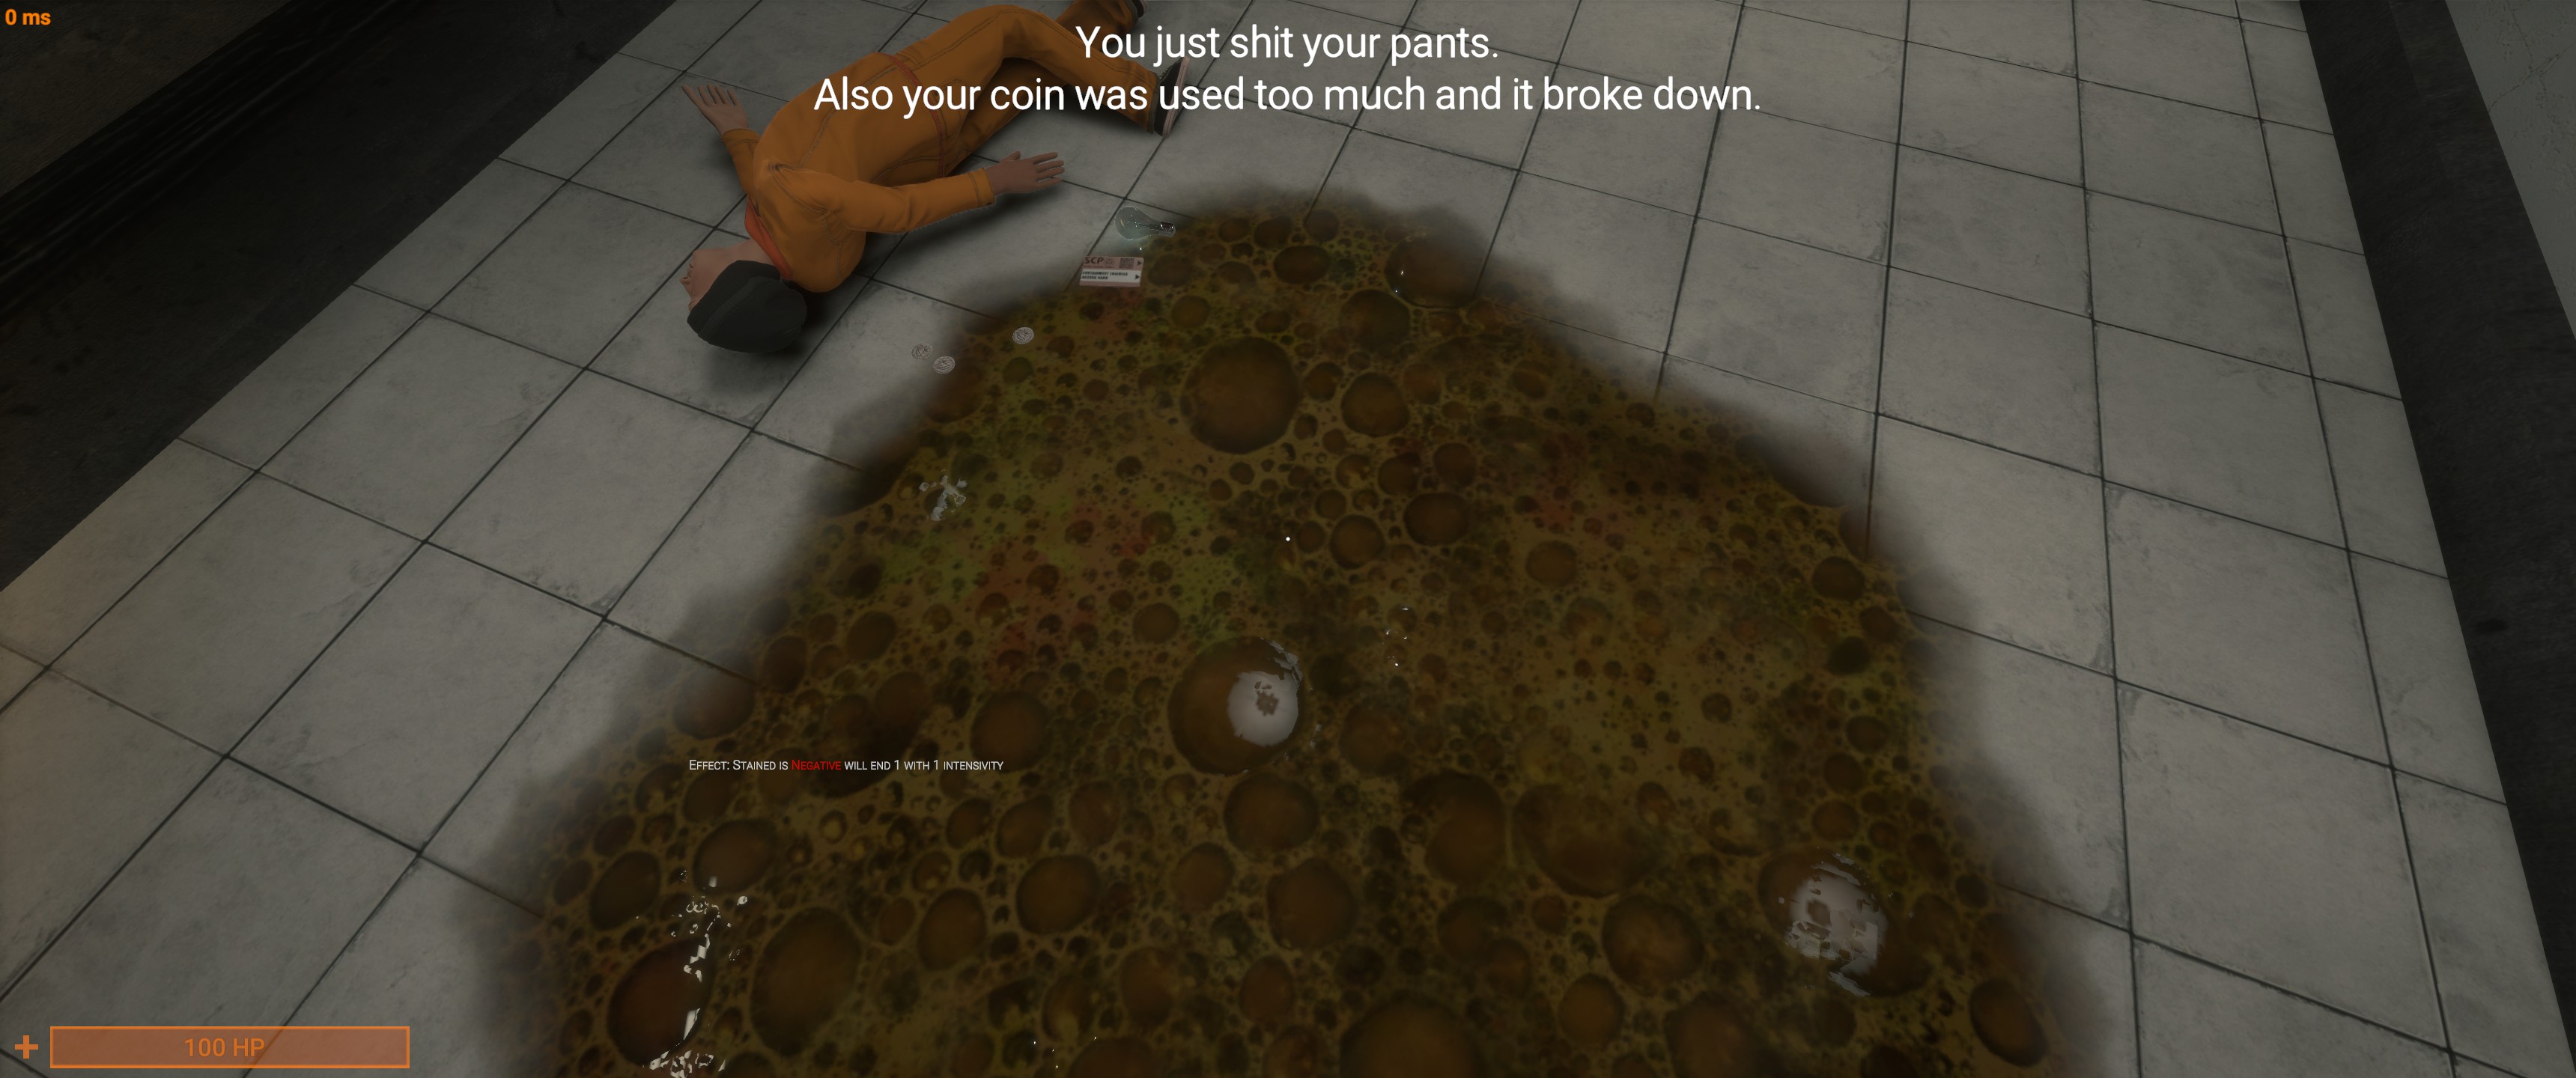 0 ms
You just shit your pants.
Also your coin was used too much and it broke down.
SCP
Effect: Stained is Negative will end 1 with 1 intensivity
100 HP